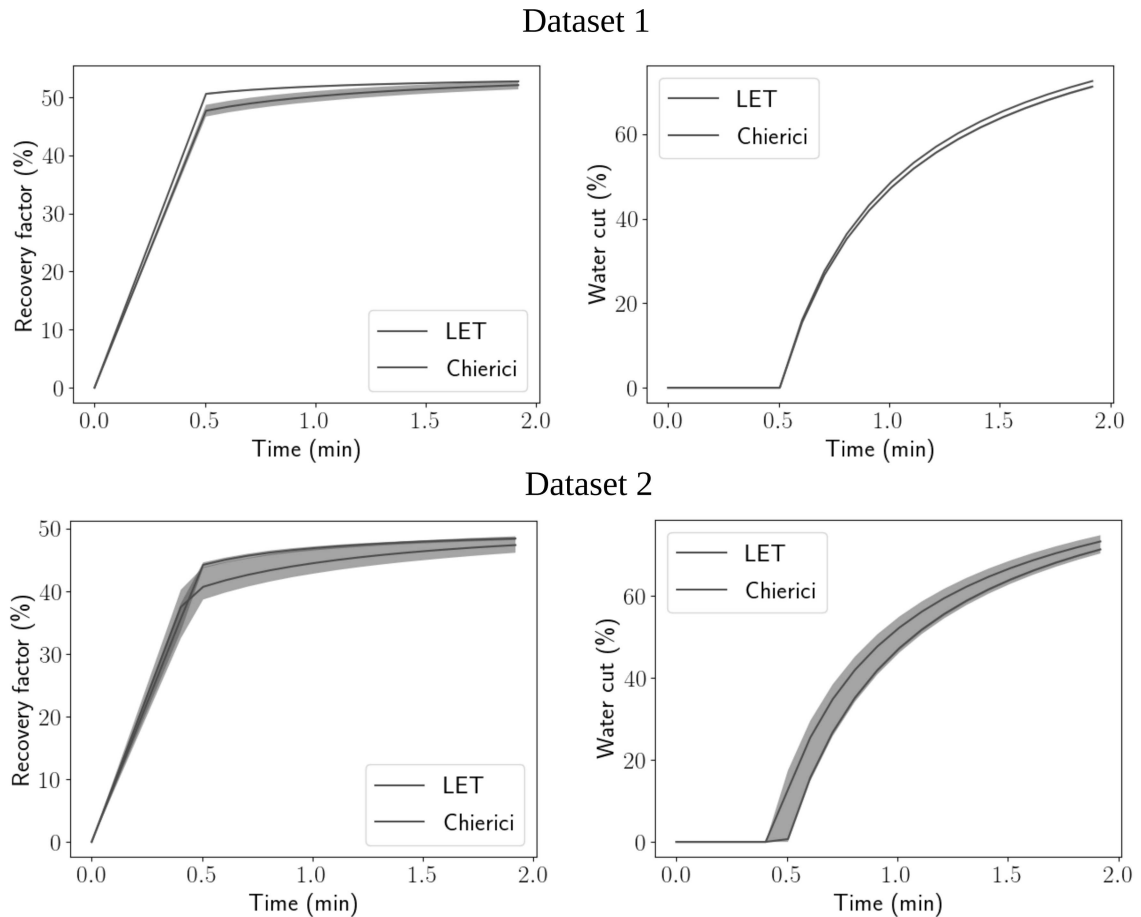 Dataset 1
Recovery factor (%)
50
40
30
20
10
0
LET
Chierici
0.0 0.5 1.0 1.5 2.0
Time (min)
Water cut (%)
60
40
20
0
LET
Chierici
0.0 0.5 1.0 1.5 2.0
Time (min)
Dataset 2
Recovery factor (%)
50
40
30
20
10
0
LET
Chierici
0.0 0.5 1.0 1.5 2.0
Time (min)
Water cut (%)
60
40
20
0
LET
Chierici
0.0 0.5 1.0 1.5 2.0
Time (min)